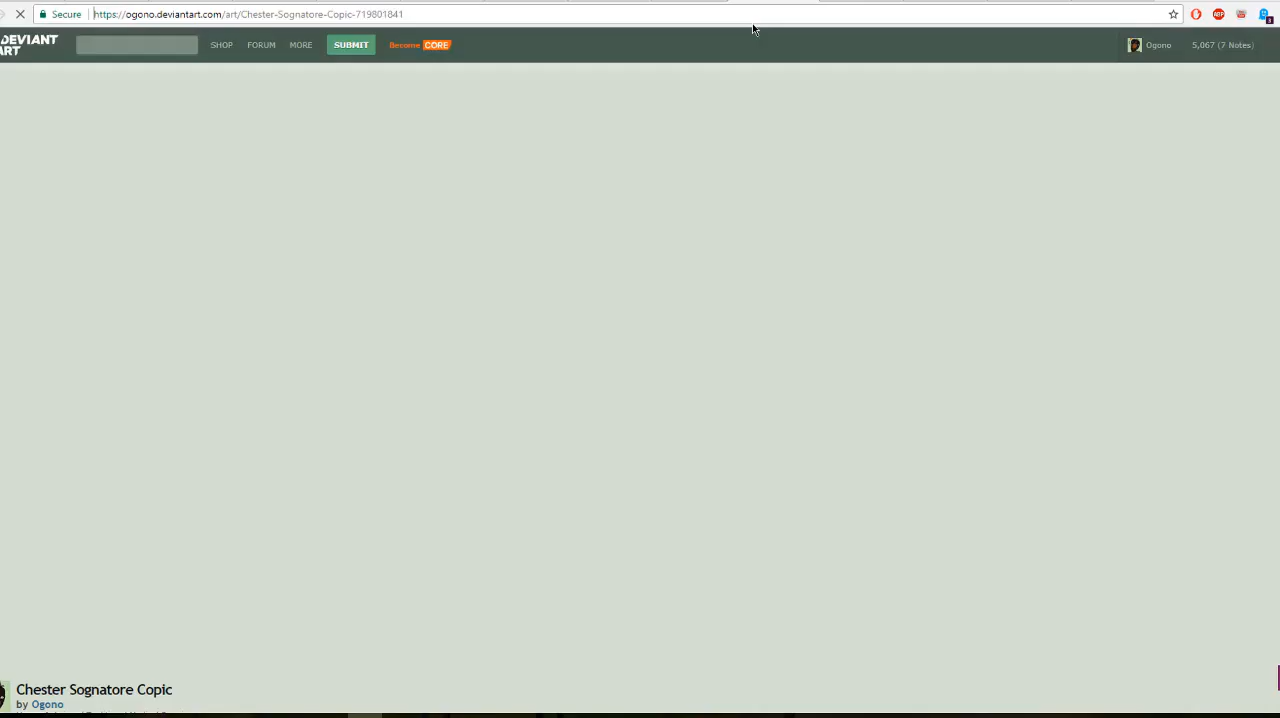 Secure https://ogono.deviantart.com/art/Chester-Sognatore-Copic-719801841 ABP
DEVIANT
ART
SHOP FORUM MORE SUBMIT Become CORE Ogono 5,067 (7 Notes)
Chester Sognatore Copic
by Ogono